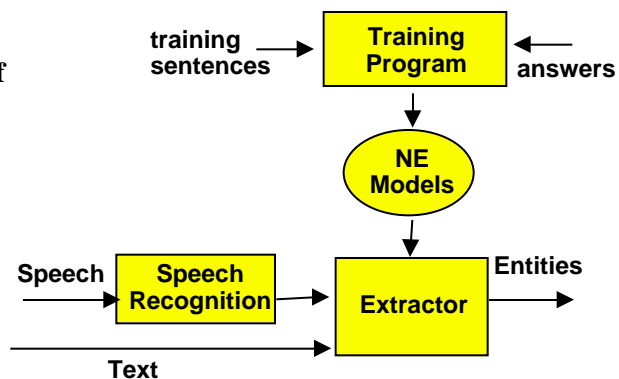 training
sentences
Training
Program
answers
f
NE
Models
Speech
Speech
Recognition
Extractor
Entities
Text